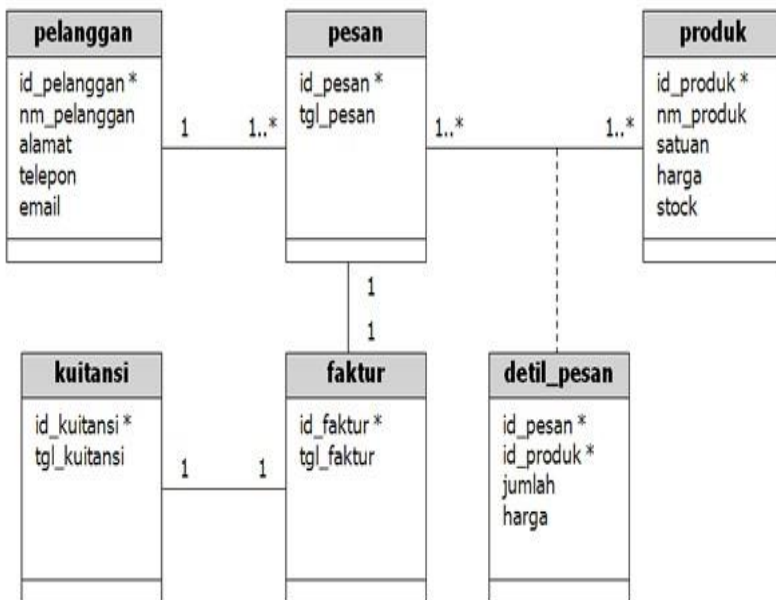 pelanggan
id_pelanggan *
nm_pelanggan
alamat
telepon
email
1
1..*
pesan
id_pesan *
tgl_pesan
1..*
1..*
produk
id_produk *
nm_produk
satuan
harga
stock
1
1
kuitansi
id_kuitansi *
tgl_kuitansi
1
1
faktur
id_faktur *
tgl_faktur
detil_pesan
id_pesan *
id_produk *
jumlah
harga